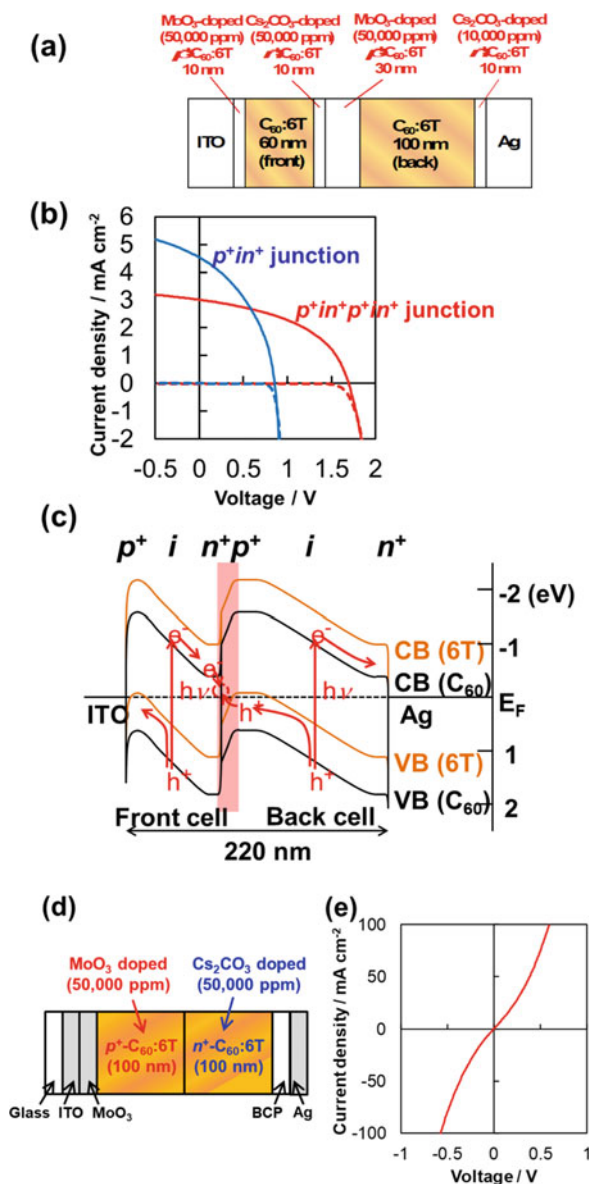 (a)
MoO₃-doped Cs₂CO₃-doped MoO₃-doped Cs₂CO₃-doped
(50,000 ppm) (50,000 ppm) (50,000 ppm) (10,000 ppm)
C₆₀:6T C₆₀:6T C₆₀:6T C₆₀:6T
10 nm 10 nm 30 nm 10 nm
ITO
C₆₀:6T
60 nm
(front)
C₆₀:6T
100 nm
(back)
Ag
(b)
Current density / mA cm⁻²
6
5
4
3
2
1
0
-1
-2
p⁺in⁺ junction
p⁺in⁺p⁺in⁺ junction
-0.5 0 0.5 1 1.5 2
Voltage / V
(c)
p⁺ i n⁺ p⁺ i n⁺
-2 (eV)
-1
E_F
1
2
e⁻ e⁻
e⁻
hν hν
h⁺
h⁺ h⁺
CB (6T)
CB (C₆₀)
ITO Ag
VB (6T)
VB (C₆₀)
Front cell Back cell
220 nm
(d)
MoO₃ doped
(50,000 ppm)
Cs₂CO₃ doped
(50,000 ppm)
p⁺-C₆₀:6T
(100 nm)
n⁺-C₆₀:6T
(100 nm)
Glass ITO MoO₃ BCP Ag
(e)
Current density / mA cm⁻²
100
50
0
-50
-100
-1 -0.5 0 0.5 1
Voltage / V